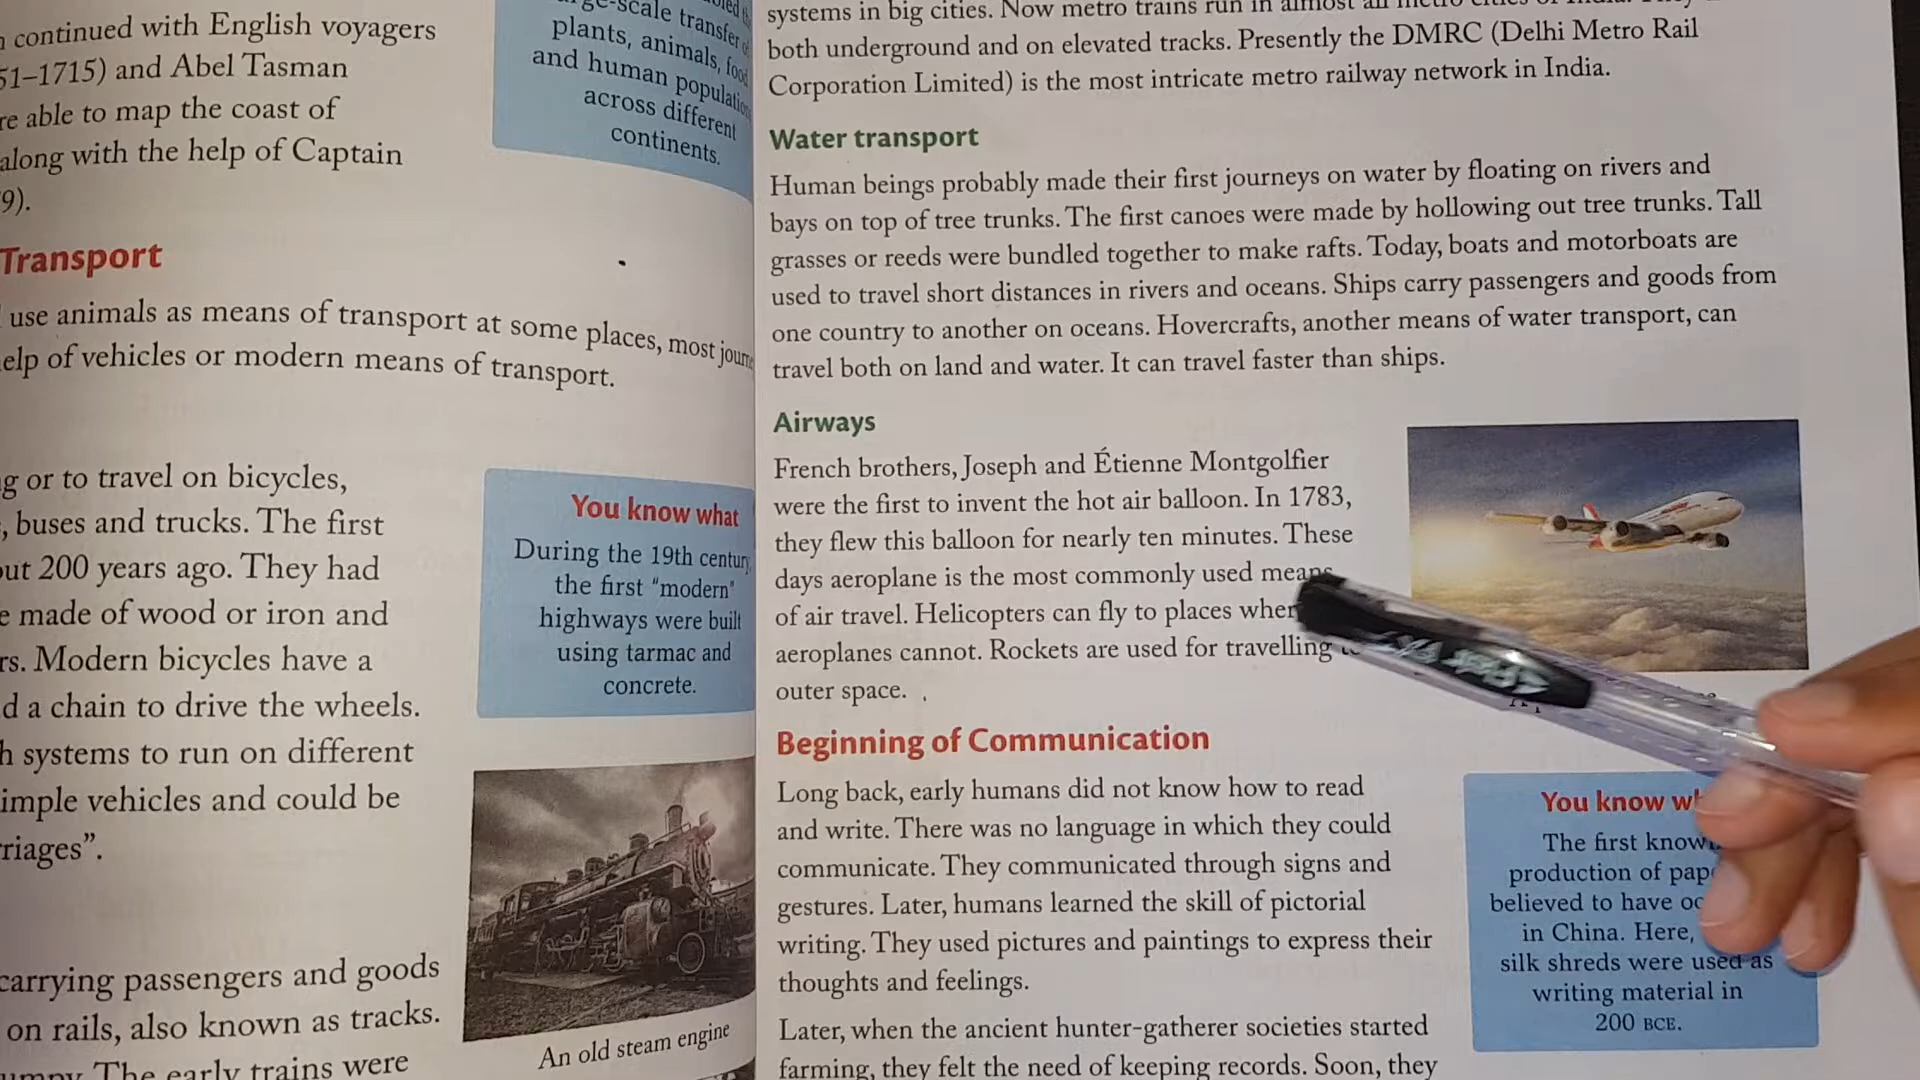 continued with English voyagers
51–1715) and Abel Tasman
re able to map the coast of
along with the help of Captain
9).
Transport
use animals as means of transport at some places, most
elp of vehicles or modern means of transport.
g or to travel on bicycles,
, buses and trucks. The first
out 200 years ago. They had
e made of wood or iron and
rs. Modern bicycles have a
d a chain to drive the wheels.
h systems to run on different
imple vehicles and could be
riages”.
carrying passengers and goods
on rails, also known as tracks.
The early trains were
ge-scale transfer
plants, animals, food
and human population
across different
continents.
You know what
During the 19th century
the first “modern”
highways were built
using tarmac and
concrete.
An old steam engine
systems in big cities. Now metro trains run in almost all metro cities of India.
both underground and on elevated tracks. Presently the DMRC (Delhi Metro Rail
Corporation Limited) is the most intricate metro railway network in India.
Water transport
Human beings probably made their first journeys on water by floating on rivers and
bays on top of tree trunks. The first canoes were made by hollowing out tree trunks. Tall
grasses or reeds were bundled together to make rafts. Today, boats and motorboats are
used to travel short distances in rivers and oceans. Ships carry passengers and goods from
one country to another on oceans. Hovercrafts, another means of water transport, can
travel both on land and water. It can travel faster than ships.
Airways
French brothers, Joseph and Étienne Montgolfier
were the first to invent the hot air balloon. In 1783,
they flew this balloon for nearly ten minutes. These
days aeroplane is the most commonly used means
of air travel. Helicopters can fly to places wher
aeroplanes cannot. Rockets are used for travelling
outer space.
Beginning of Communication
Long back, early humans did not know how to read
and write. There was no language in which they could
communicate. They communicated through signs and
gestures. Later, humans learned the skill of pictorial
writing. They used pictures and paintings to express their
thoughts and feelings.
Later, when the ancient hunter-gatherer societies started
farming, they felt the need of keeping records. Soon, they
You know wh
The first know
production of pap
believed to have oc
in China. Here,
silk shreds were used as
writing material in
200 BCE.